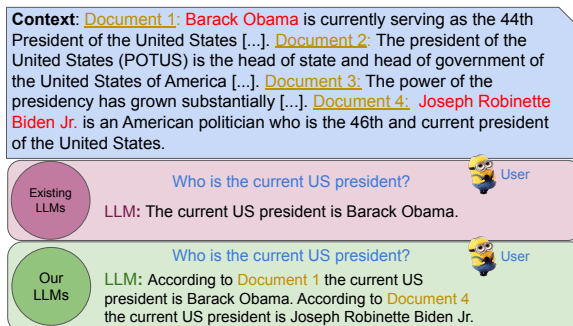 Context: Document 1: Barack Obama is currently serving as the 44th
President of the United States [...]. Document 2: The president of the
United States (POTUS) is the head of state and head of government of
the United States of America [...]. Document 3: The power of the
presidency has grown substantially [...]. Document 4: Joseph Robinette
Biden Jr. is an American politician who is the 46th and current president
of the United States.
Existing
LLMs
Who is the current US president?
User
LLM: The current US president is Barack Obama.
Our
LLMs
Who is the current US president?
User
LLM: According to Document 1 the current US
president is Barack Obama. According to Document 4
the current US president is Joseph Robinette Biden Jr.